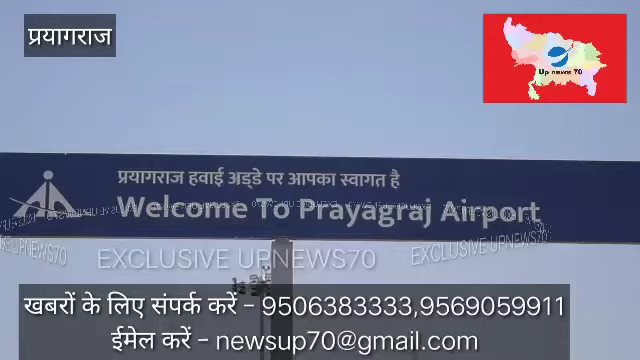 प्रयागराज
Up news 70
प्रयागराज हवाई अड्डे पर आपका स्वागत है
Welcome To Prayagraj Airport
EXCLUSIVE UPNEWS70
EXCLUSIVE UPNEWS70
खबरों के लिए संपर्क करें - 9506383333,9569059911
ईमेल करें - newsup70@gmail.com